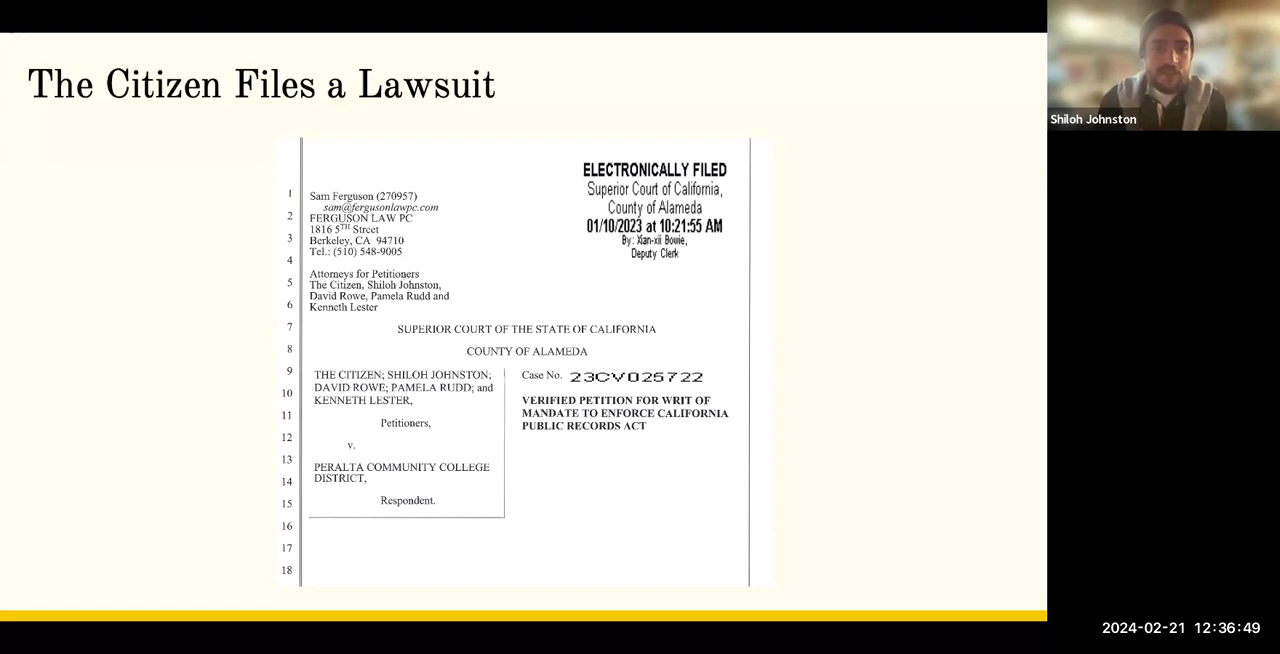 The Citizen Files a Lawsuit
ELECTRONICALLY FILED
Superior Court of California,
County of Alameda
01/10/2023 at 10:21:55 AM
By: Xian-xii Bowie,
Deputy Clerk
1 Sam Ferguson (270957)
sam@fergusonlawpc.com
2 FERGUSON LAW PC
1816 5TH Street
3 Berkeley, CA 94710
Tel.: (510) 548-9005
4
5 Attorneys for Petitioners
The Citizen, Shiloh Johnston,
David Rowe, Pamela Rudd and
6 Kenneth Lester
7 SUPERIOR COURT OF THE STATE OF CALIFORNIA
8 COUNTY OF ALAMEDA
9 THE CITIZEN; SHILOH JOHNSTON;
10 DAVID ROWE; PAMELA RUDD; and
KENNETH LESTER,
11 Petitioners,
12 v.
13 PERALTA COMMUNITY COLLEGE
14 DISTRICT,
15 Respondent.
Case No. 23CV025722
VERIFIED PETITION FOR WRIT OF
MANDATE TO ENFORCE CALIFORNIA
PUBLIC RECORDS ACT
16
17
18
Shiloh Johnston
2024-02-21 12:36:49